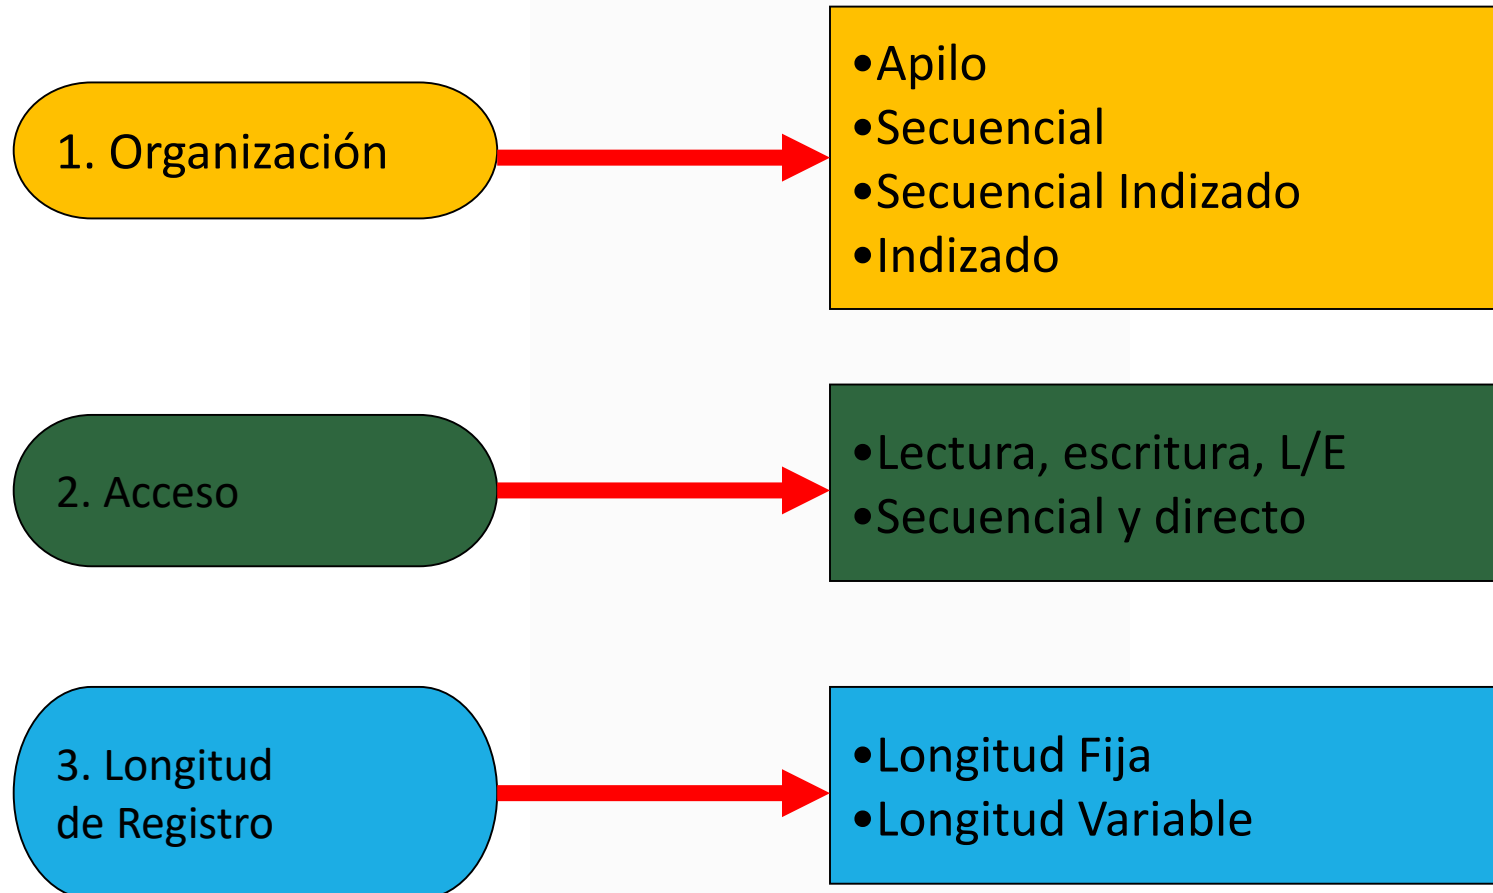 1. Organización
•Apilo
•Secuencial
•Secuencial Indizado
•Indizado
2. Acceso
•Lectura, escritura, L/E
•Secuencial y directo
3. Longitud
de Registro
•Longitud Fija
•Longitud Variable